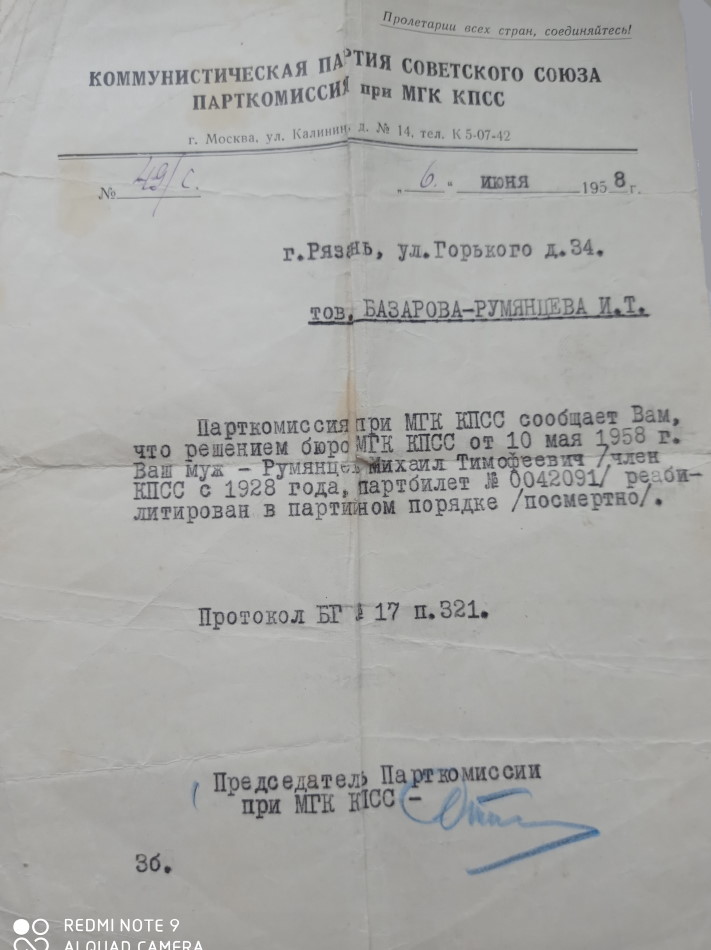 Пролетарии всех стран, соединяйтесь!
КОММУНИСТИЧЕСКАЯ ПАРТИЯ СОВЕТСКОГО СОЮЗА
ПАРТКОМИССИЯ при МГК КПСС
г. Москва, ул. Калинин, д. № 14, тел. К 5-07-42
№ 49/с. „6." июня 1958 г.
г.Рязань, ул.Горького д.34.
тов. БАЗАРОВА-РУМЯНЦЕВА И.Т.
Парткомиссия при МГК КПСС сообщает Вам,
что решением бюро МГК КПСС от 10 мая 1958 г.
Ваш муж - Румянцев Михаил Тимофеевич /член
КПСС с 1928 года, партбилет № 0042091/ реаби-
литирован в партийном порядке /посмертно/.
Протокол БГ № 17 п.321.
Председатель Парткомиссии
при МГК КПСС -
3б.
REDMI NOTE 9
AI QUAD CAMERA